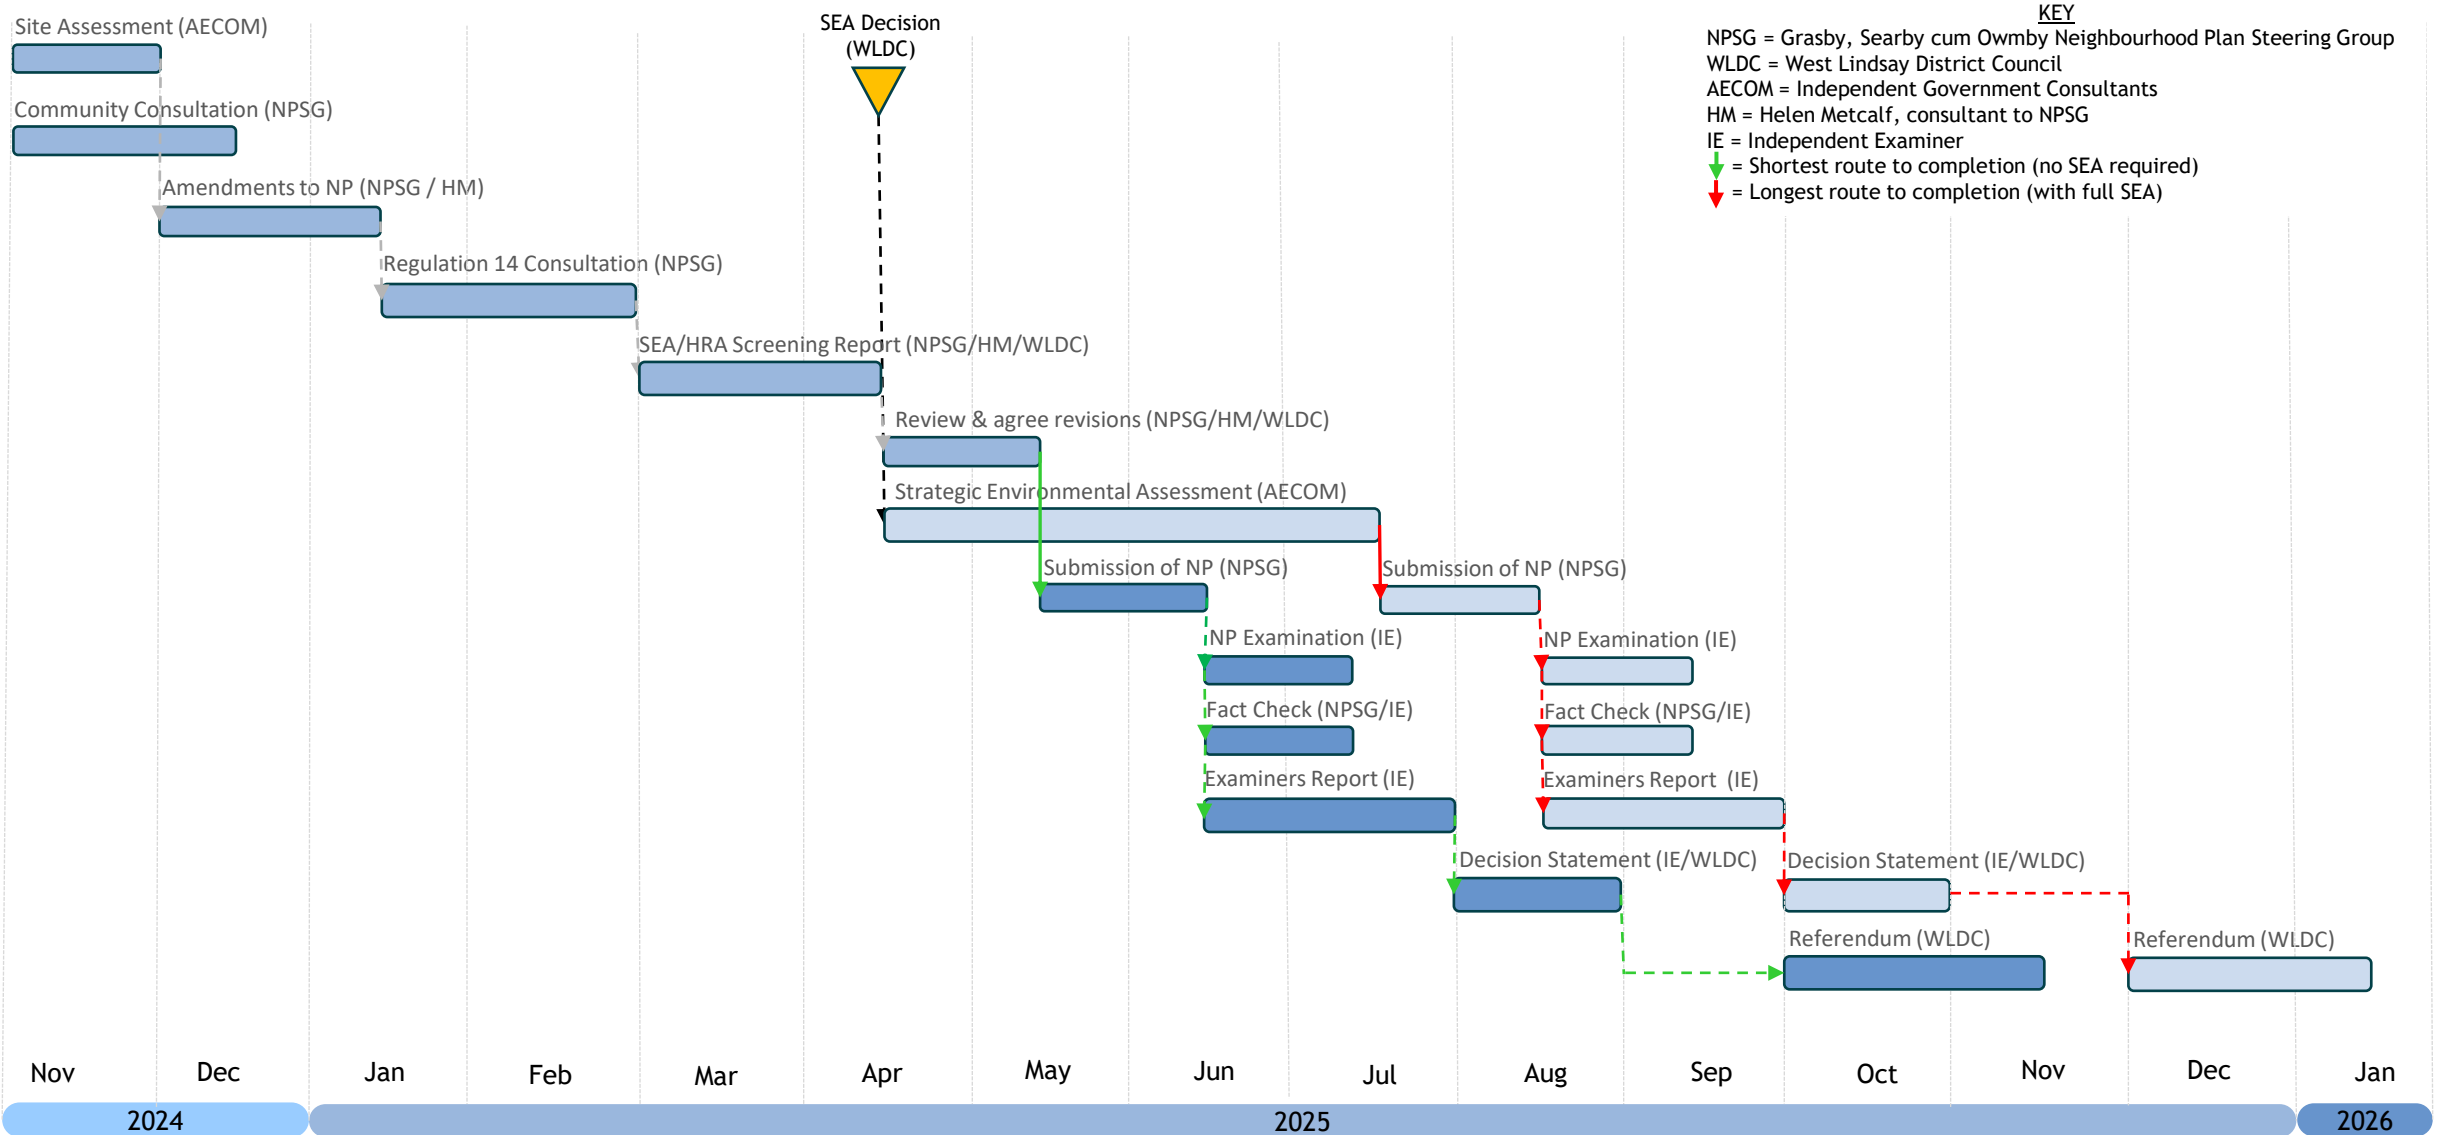 Site Assessment (AECOM)
SEA Decision
(WLDC)
KEY
NPSG = Grasby, Searby cum Owmby Neighbourhood Plan Steering Group
WLDC = West Lindsay District Council
AECOM = Independent Government Consultants
HM = Helen Metcalf, consultant to NPSG
IE = Independent Examiner
= Shortest route to completion (no SEA required)
= Longest route to completion (with full SEA)
Community Consultation (NPSG)
Amendments to NP (NPSG / HM)
Regulation 14 Consultation (NPSG)
SEA/HRA Screening Report (NPSG/HM/WLDC)
Review & agree revisions (NPSG/HM/WLDC)
Strategic Environmental Assessment (AECOM)
Submission of NP (NPSG)
Submission of NP (NPSG)
NP Examination (IE)
NP Examination (IE)
Fact Check (NPSG/IE)
Fact Check (NPSG/IE)
Examiners Report (IE)
Examiners Report (IE)
Decision Statement (IE/WLDC)
Decision Statement (IE/WLDC)
Referendum (WLDC)
Referendum (WLDC)
Nov Dec Jan Feb Mar Apr May Jun Jul Aug Sep Oct Nov Dec Jan
2024 2025 2026